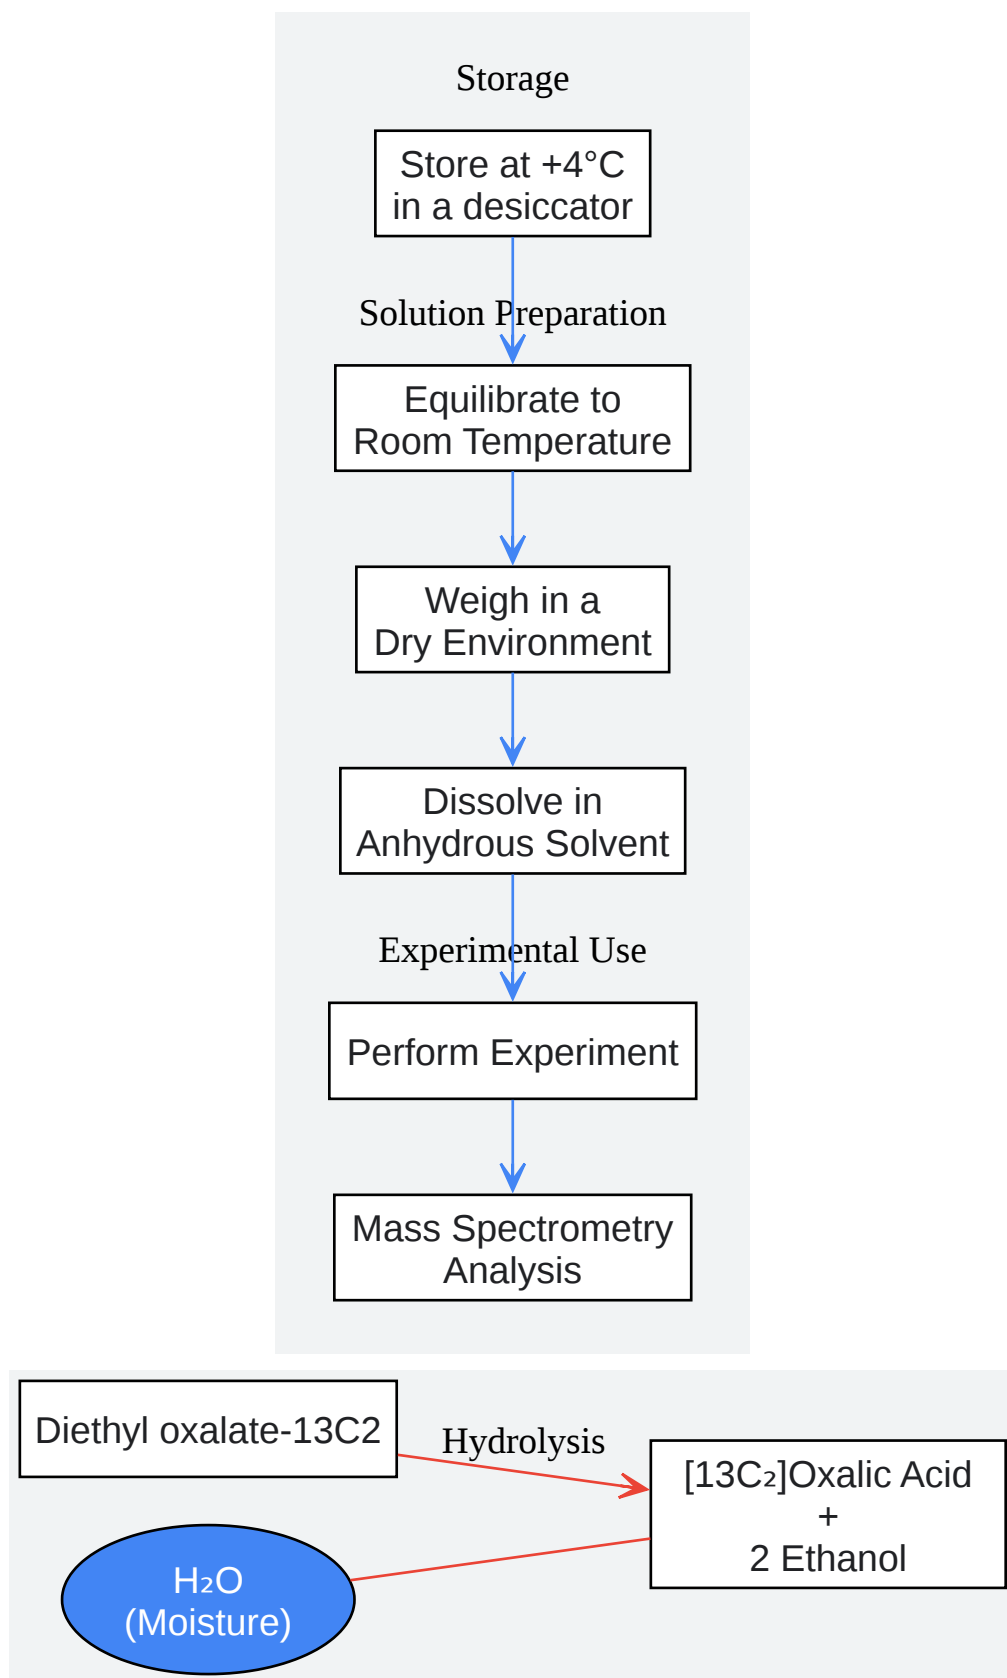 Storage
Store at +4°C
in a desiccator
Solution Preparation
Equilibrate to
Room Temperature
Weigh in a
Dry Environment
Dissolve in
Anhydrous Solvent
Experimental Use
Perform Experiment
Mass Spectrometry
Analysis
Diethyl oxalate-13C2
Hydrolysis
[13C₂]Oxalic Acid
+
2 Ethanol
H₂O
(Moisture)